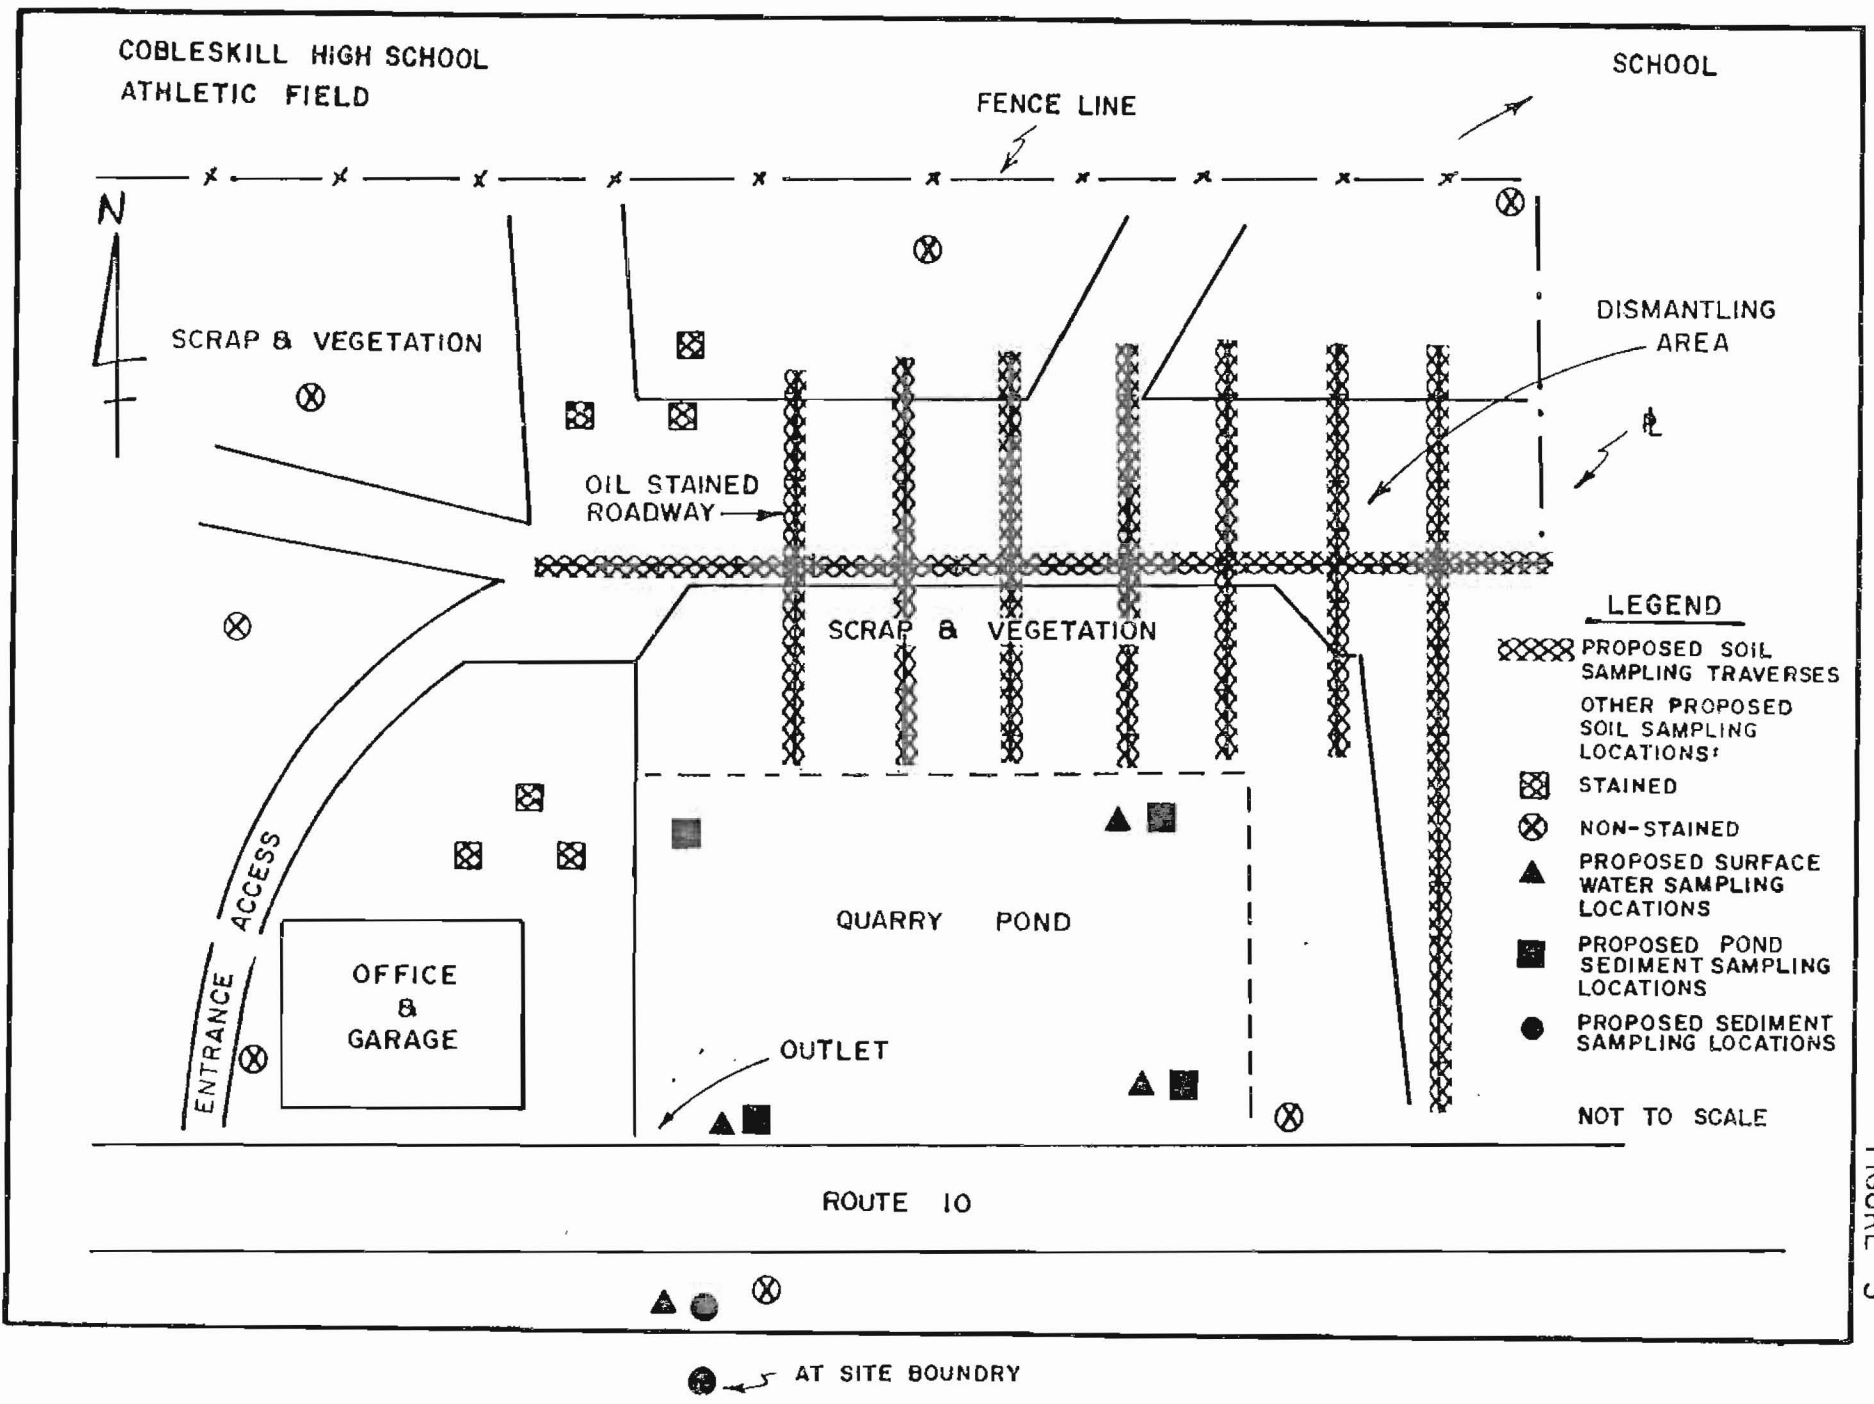 COBLESKILL HIGH SCHOOL
ATHLETIC FIELD
SCHOOL
FENCE LINE
N
SCRAP & VEGETATION
DISMANTLING
AREA
PL
OIL STAINED
ROADWAY
SCRAP & VEGETATION
LEGEND
PROPOSED SOIL
SAMPLING TRAVERSES
OTHER PROPOSED
SOIL SAMPLING
LOCATIONS:
STAINED
NON-STAINED
PROPOSED SURFACE
WATER SAMPLING
LOCATIONS
PROPOSED POND
SEDIMENT SAMPLING
LOCATIONS
PROPOSED SEDIMENT
SAMPLING LOCATIONS
NOT TO SCALE
ENTRANCE ACCESS
OFFICE
&
GARAGE
QUARRY POND
OUTLET
ROUTE 10
AT SITE BOUNDRY
FIGURE